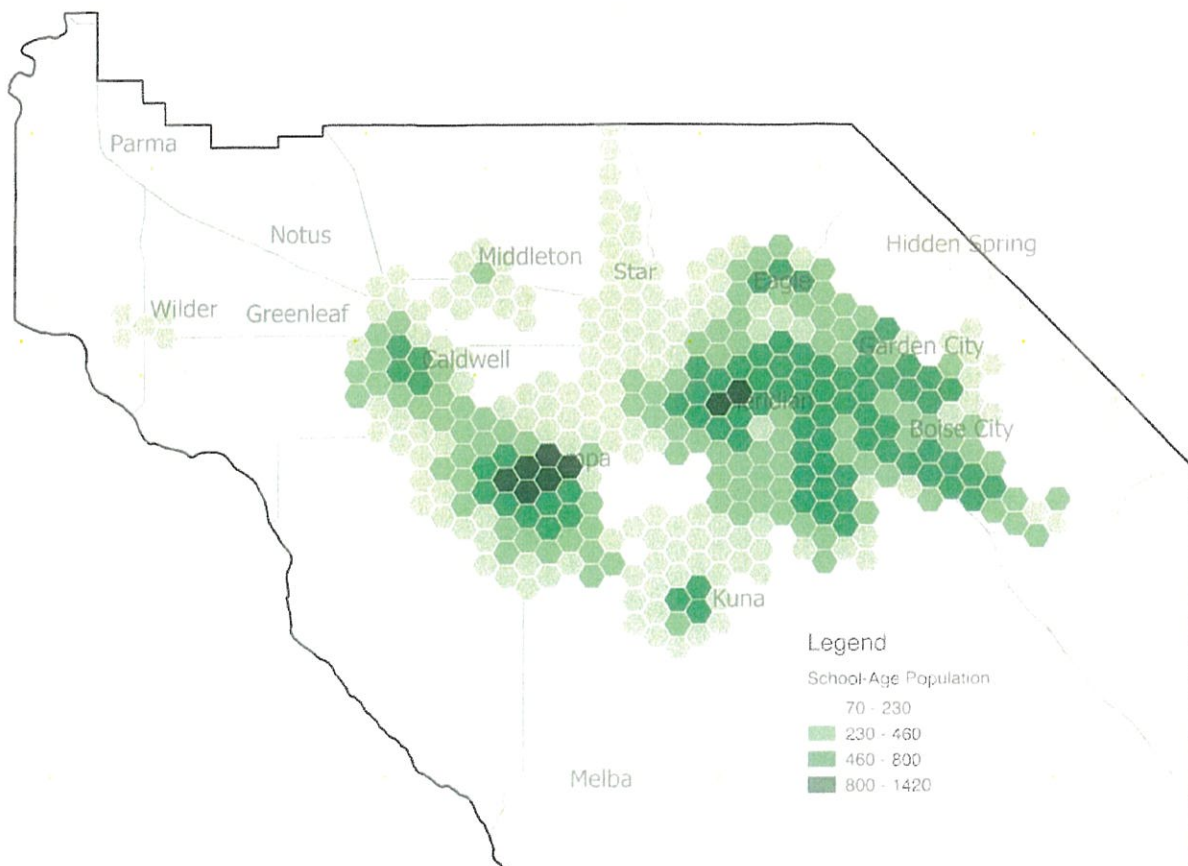 Parma
Notus
Hidden Spring
Middleton
Star
Eagle
Wilder
Greenleaf
Garden City
Caldwell
Boise City
Kuna
Legend
School-Age Population
70 - 230
230 - 460
460 - 800
800 - 1420
Melba